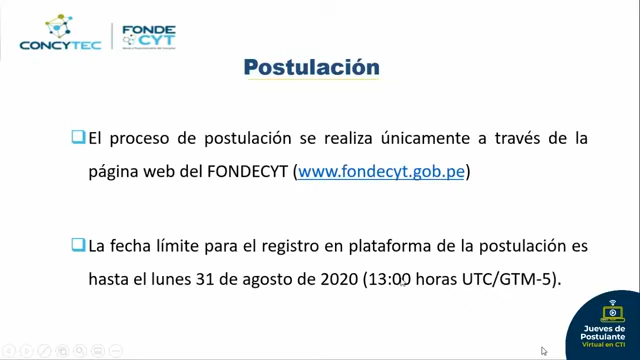 CONCYTEC
FONDE
CYT
Postulación
El proceso de postulación se realiza únicamente a través de la
página web del FONDECYT (www.fondecyt.gob.pe)
La fecha límite para el registro en plataforma de la postulación es
hasta el lunes 31 de agosto de 2020 (13:00 horas UTC/GTM-5).
Jueves de
Postulante
Virtual en CTI